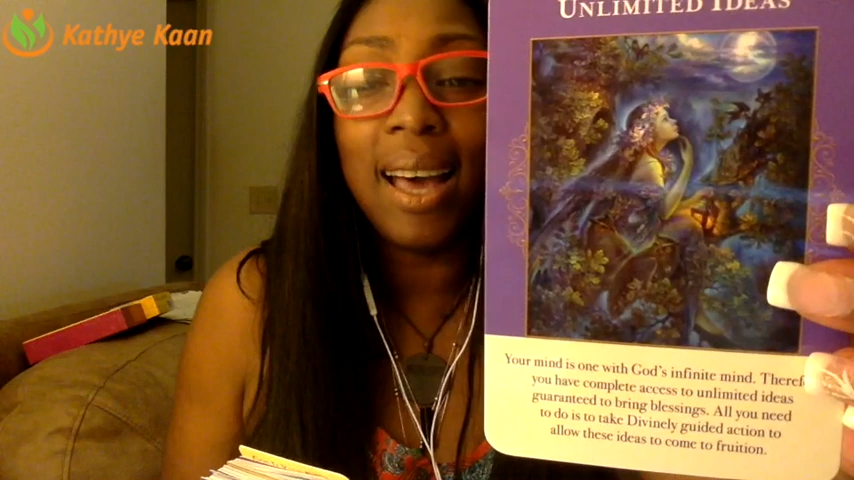 Kathye Kaan
UNLIMITED IDEAS
Your mind is one with God's infinite mind.
you have complete access to unlimited ideas
guaranteed to bring blessings. All you need
to do is to take Divinely guided action to
allow these ideas to come to fruition.